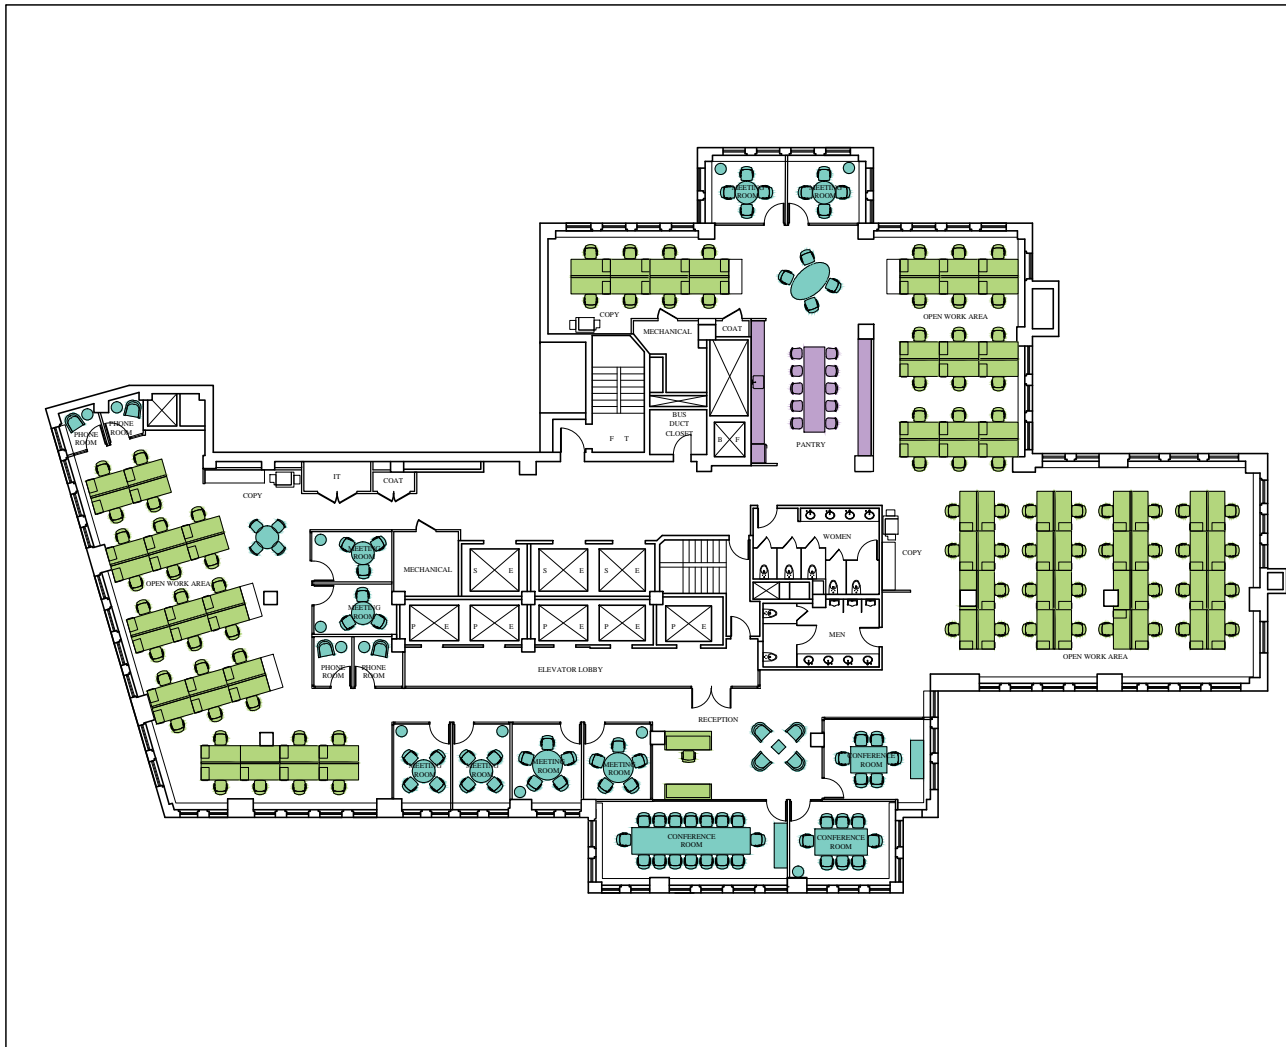 MEETING
ROOM
MEETING
ROOM
COPY
OPEN WORK AREA
MECHANICAL
COAT
BUS
DUCT
CLOSET
F T
B F
PANTRY
PHONE
ROOM
PHONE
ROOM
IT
COAT
COPY
WOMEN
COPY
MEETING
ROOM
MECHANICAL
S E
S E
S E
OPEN WORK AREA
MEETING
ROOM
P E
P E
P E
P E
P E
MEN
PHONE
ROOM
PHONE
ROOM
ELEVATOR LOBBY
OPEN WORK AREA
RECEPTION
MEETING
ROOM
MEETING
ROOM
MEETING
ROOM
MEETING
ROOM
CONFERENCE
ROOM
CONFERENCE
ROOM
CONFERENCE
ROOM